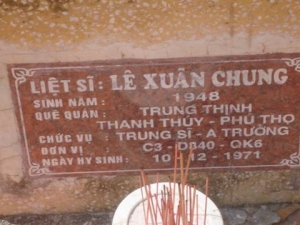 LIỆT SĨ : LÊ XUÂN CHUNG
SINH NĂM : 1948
QUÊ QUÁN : TRUNG THỊNH
THANH THỦY - PHÚ THỌ
CHỨC VỤ : TRUNG SĨ - A TRƯỞNG
ĐƠN VỊ : C3 - D840 - QK6
NGÀY HY SINH: 10 - 12 - 1971